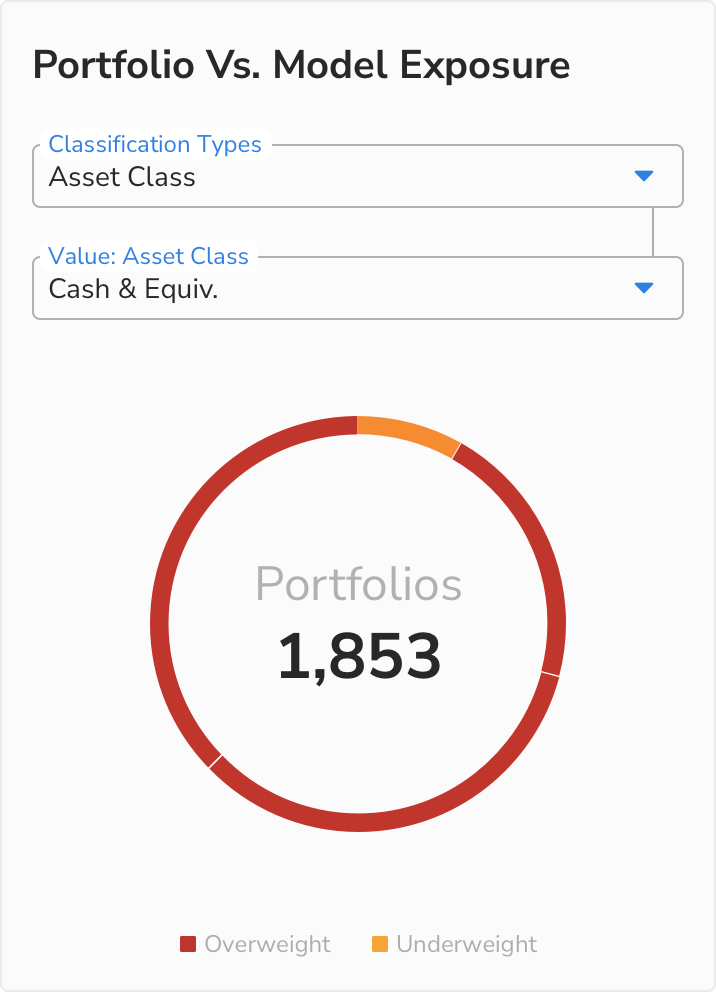 Portfolio Vs. Model Exposure
Classification Types
Asset Class
Value: Asset Class
Cash & Equiv.
Portfolios
1,853
Overweight
Underweight